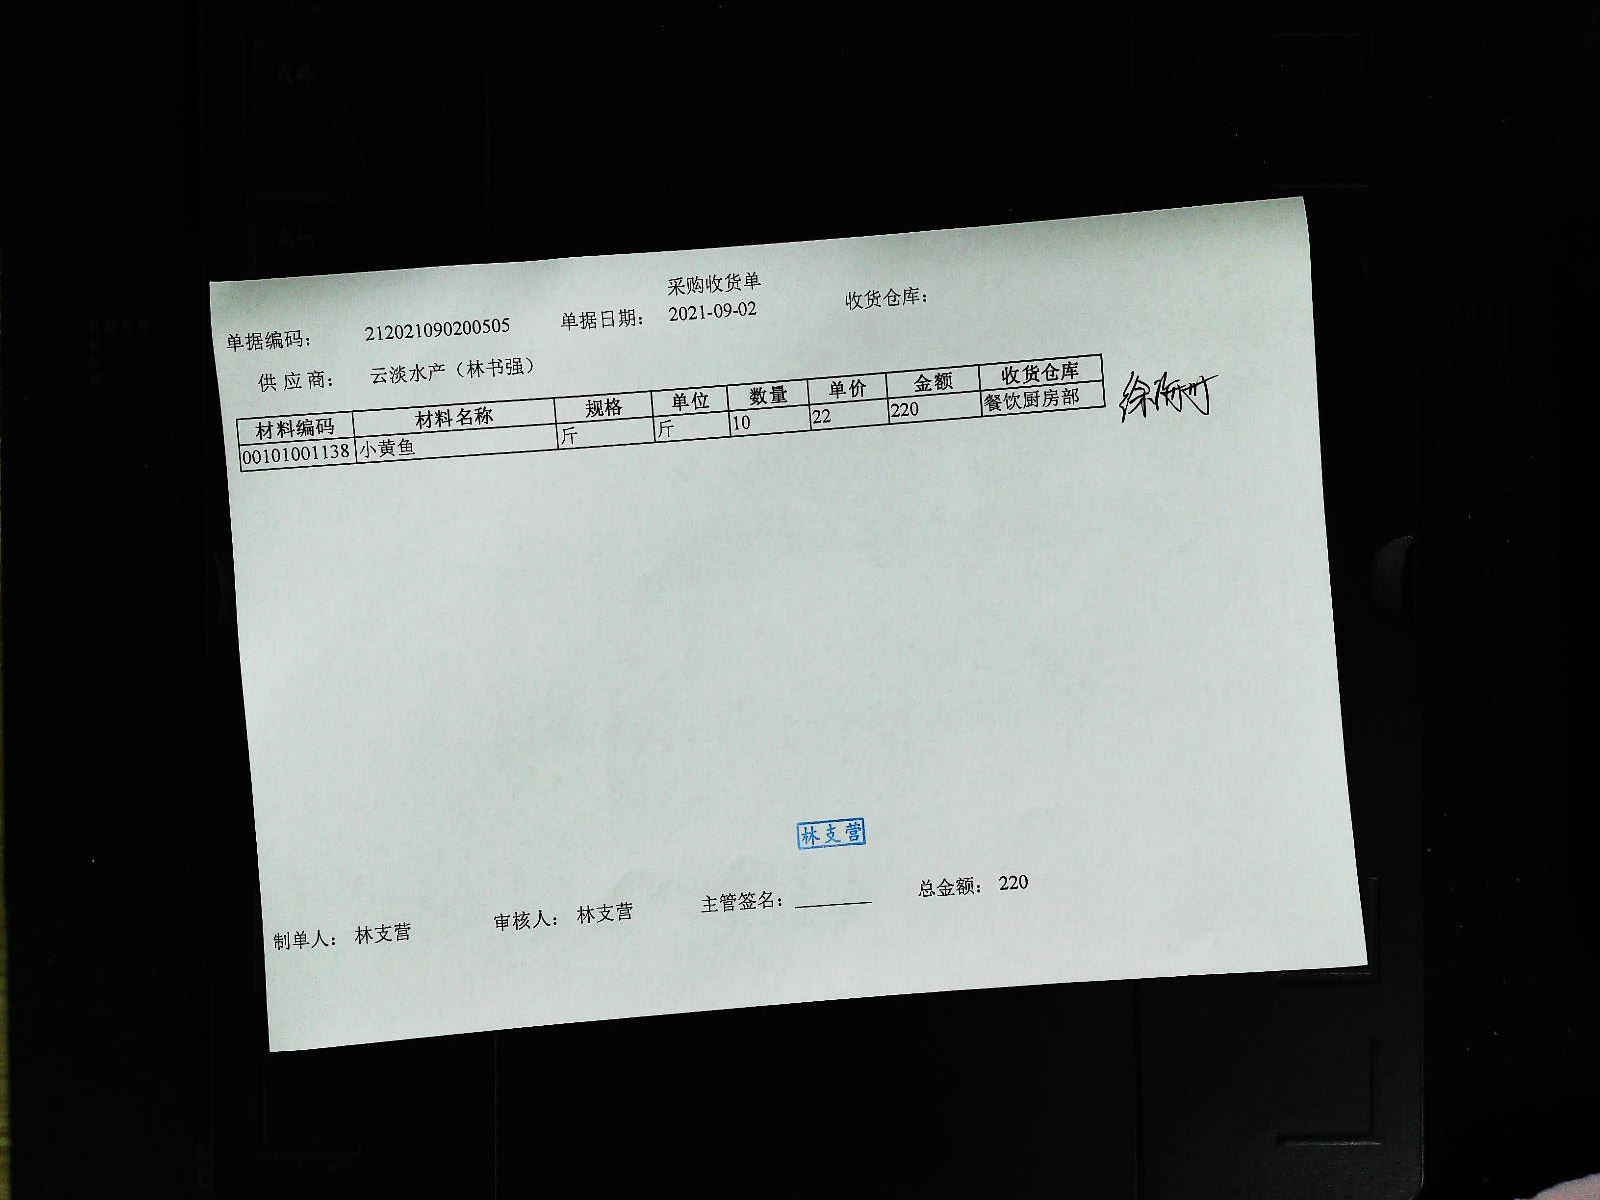 采购收货单
单据编码： 212021090200505 单据日期： 2021-09-02 收货仓库：
供应商： 云淡水产（林书强）
材料编码 材料名称 规格 单位 数量 单价 金额 收货仓库
00101001138 小黄鱼 斤 斤 10 22 220 餐饮厨房部
林支营
制单人： 林支营 审核人： 林支营 主管签名： 总金额： 220
A4
A5